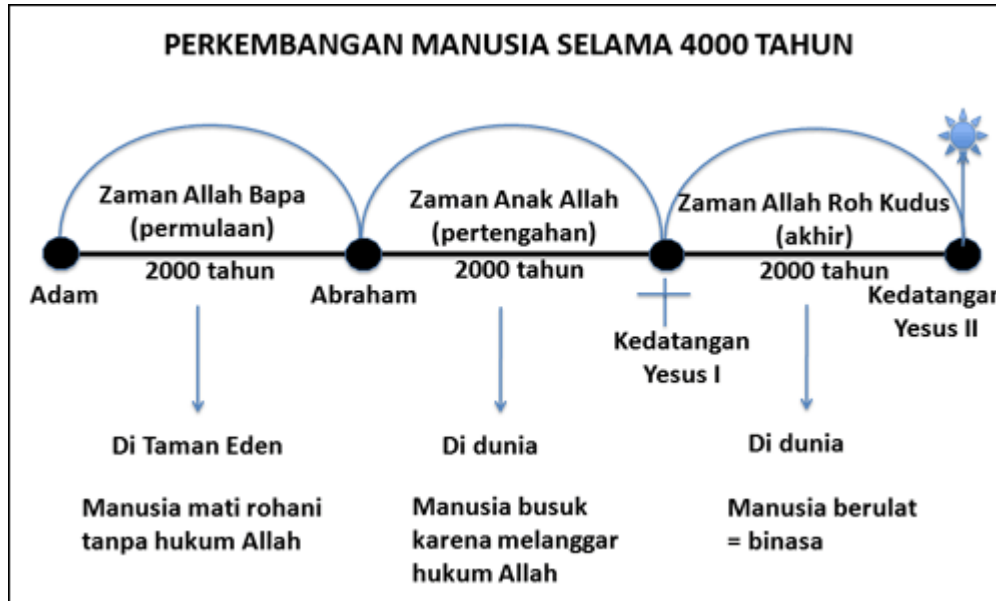 PERKEMBANGAN MANUSIA SELAMA 4000 TAHUN
Zaman Allah Bapa
(permulaan)
2000 tahun
Zaman Anak Allah
(pertengahan)
2000 tahun
Zaman Allah Roh Kudus
(akhir)
2000 tahun
Adam
Abraham
Kedatangan
Yesus I
Kedatangan
Yesus II
Di Taman Eden
Manusia mati rohani
tanpa hukum Allah
Di dunia
Manusia busuk
karena melanggar
hukum Allah
Di dunia
Manusia berulat
= binasa